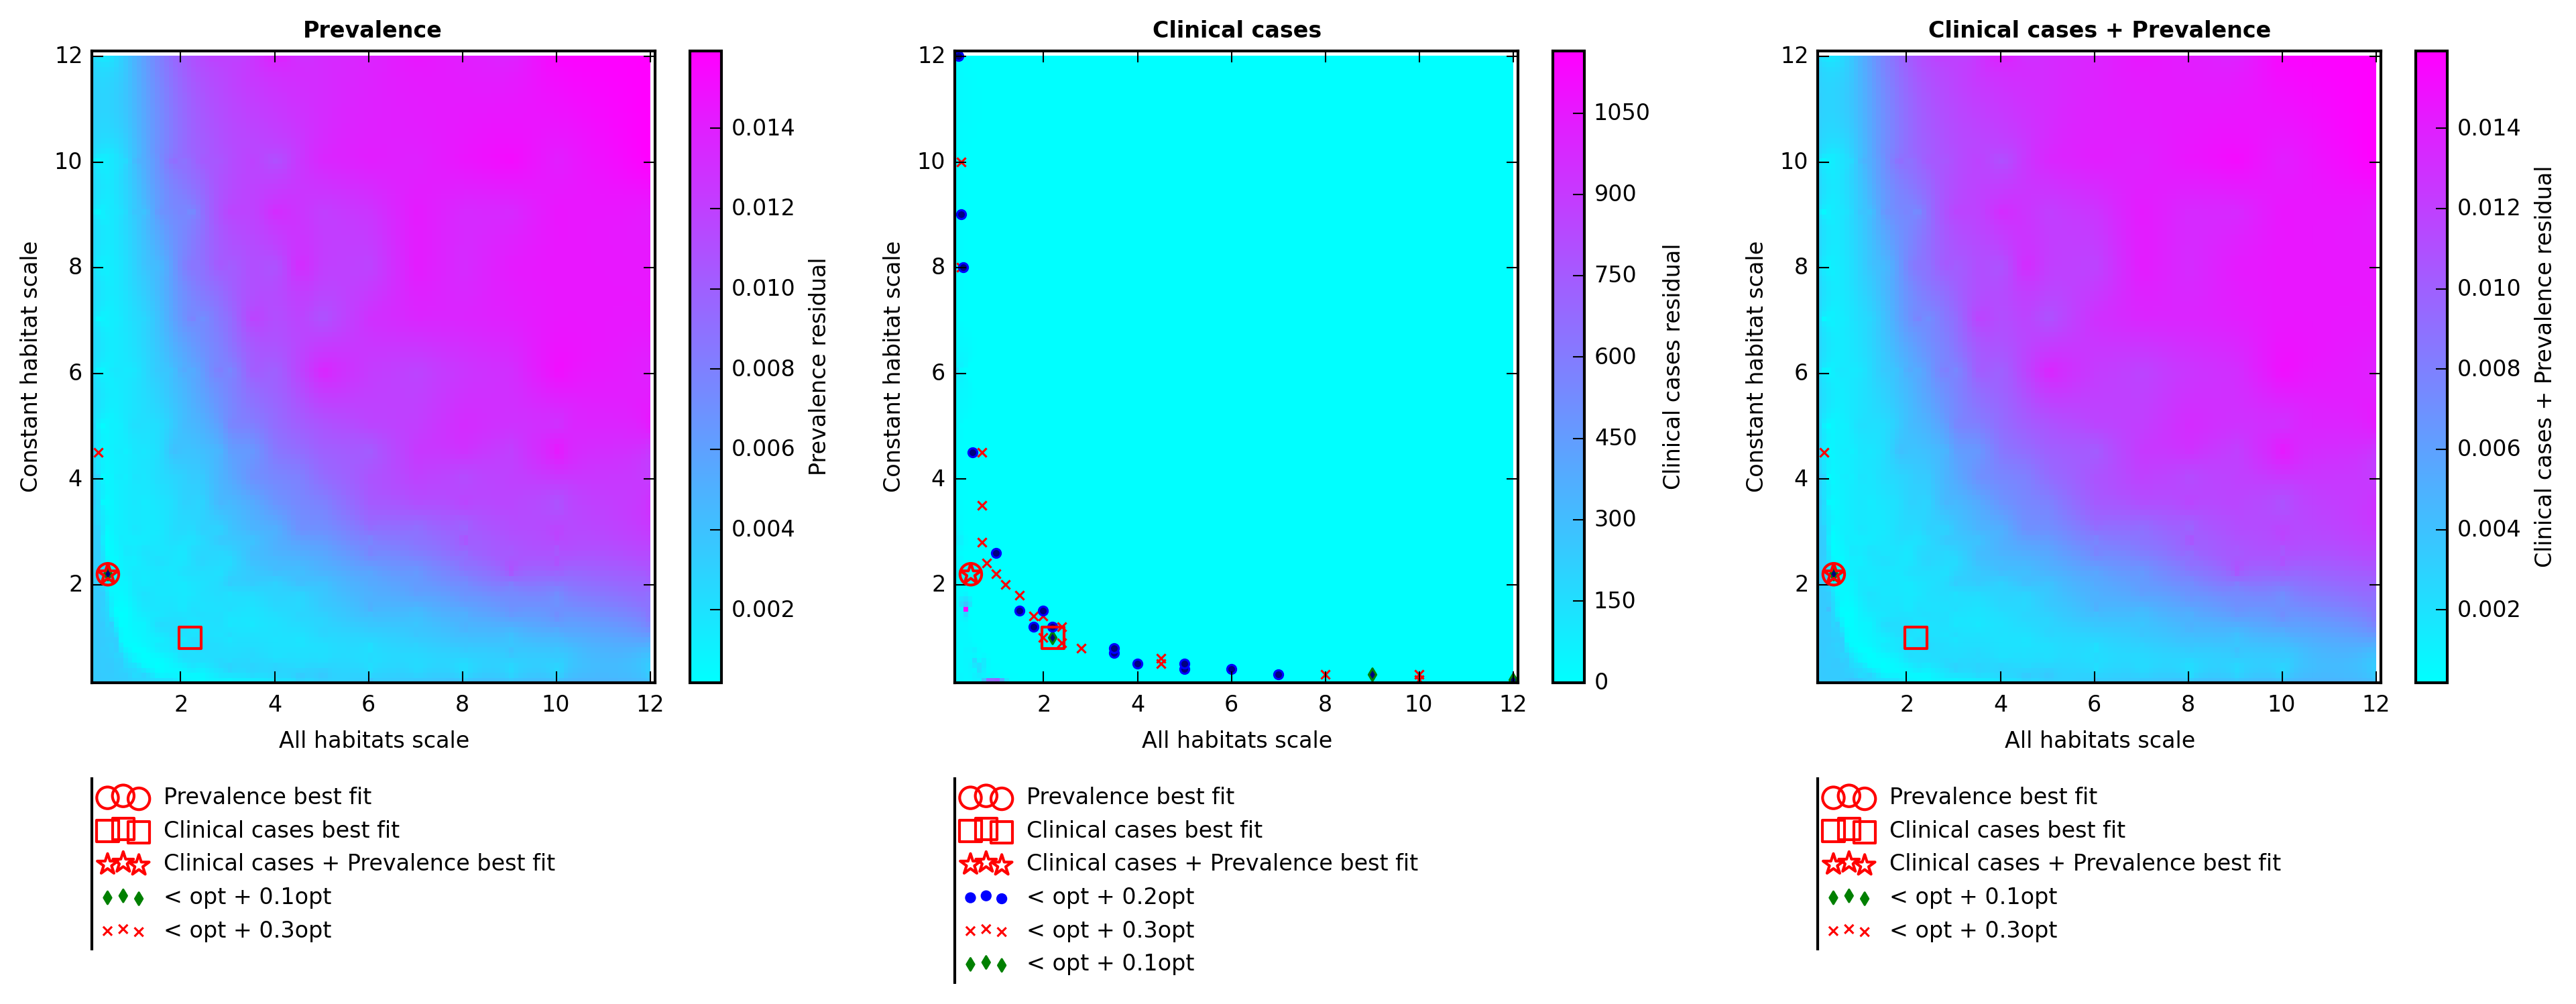 Prevalence
12
10
8
6
4
2
2 4 6 8 10 12
Constant habitat scale
All habitats scale
0.014
0.012
0.010
0.008
0.006
0.004
0.002
Prevalence residual
Prevalence best fit
Clinical cases best fit
Clinical cases + Prevalence best fit
< opt + 0.1opt
< opt + 0.3opt
Clinical cases
12
10
8
6
4
2
2 4 6 8 10 12
Constant habitat scale
All habitats scale
1050
900
750
600
450
300
150
0
Clinical cases residual
Prevalence best fit
Clinical cases best fit
Clinical cases + Prevalence best fit
< opt + 0.2opt
< opt + 0.3opt
< opt + 0.1opt
Clinical cases + Prevalence
12
10
8
6
4
2
2 4 6 8 10 12
Constant habitat scale
All habitats scale
0.014
0.012
0.010
0.008
0.006
0.004
0.002
Clinical cases + Prevalence residual
Prevalence best fit
Clinical cases best fit
Clinical cases + Prevalence best fit
< opt + 0.1opt
< opt + 0.3opt